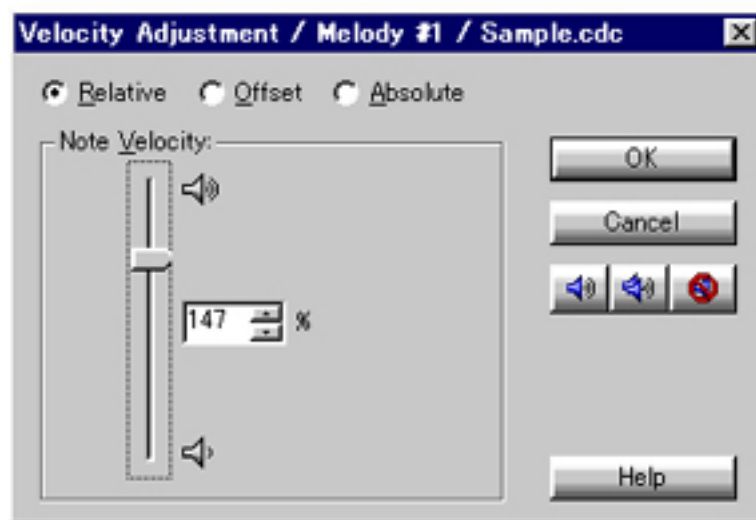 Velocity Adjustment / Melody #1 / Sample.cdc
Relative Offset Absolute
Note Velocity:
OK
Cancel
147 %
Help